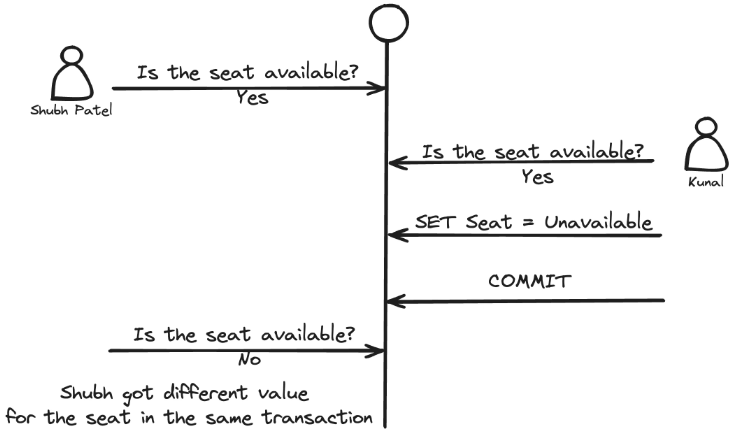 Is the seat available?
Yes
Shubh Patel
Is the seat available?
Yes
Kunal
SET Seat = Unavailable
COMMIT
Is the seat available?
No
Shubh got different value
for the seat in the same transaction